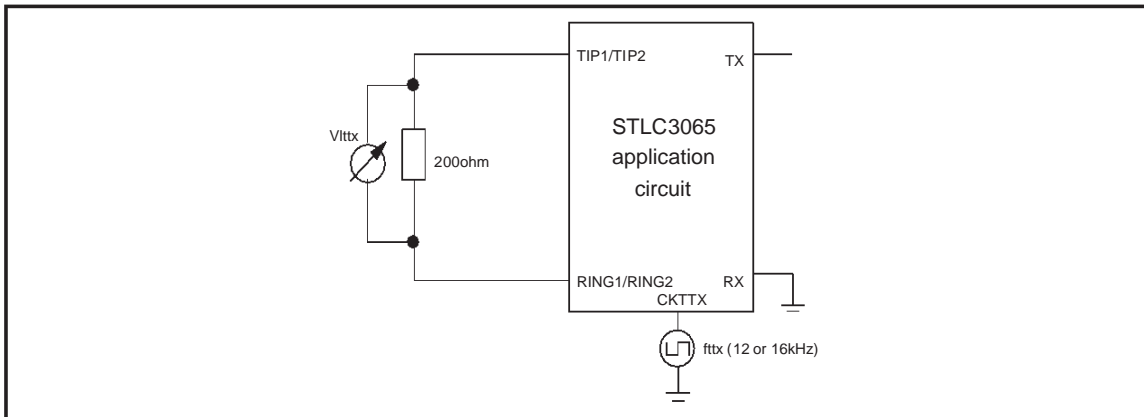 TIP1/TIP2
TX
STLC3065
application
circuit
Vlttx
200ohm
RING1/RING2
RX
CKTTX
fttx (12 or 16kHz)